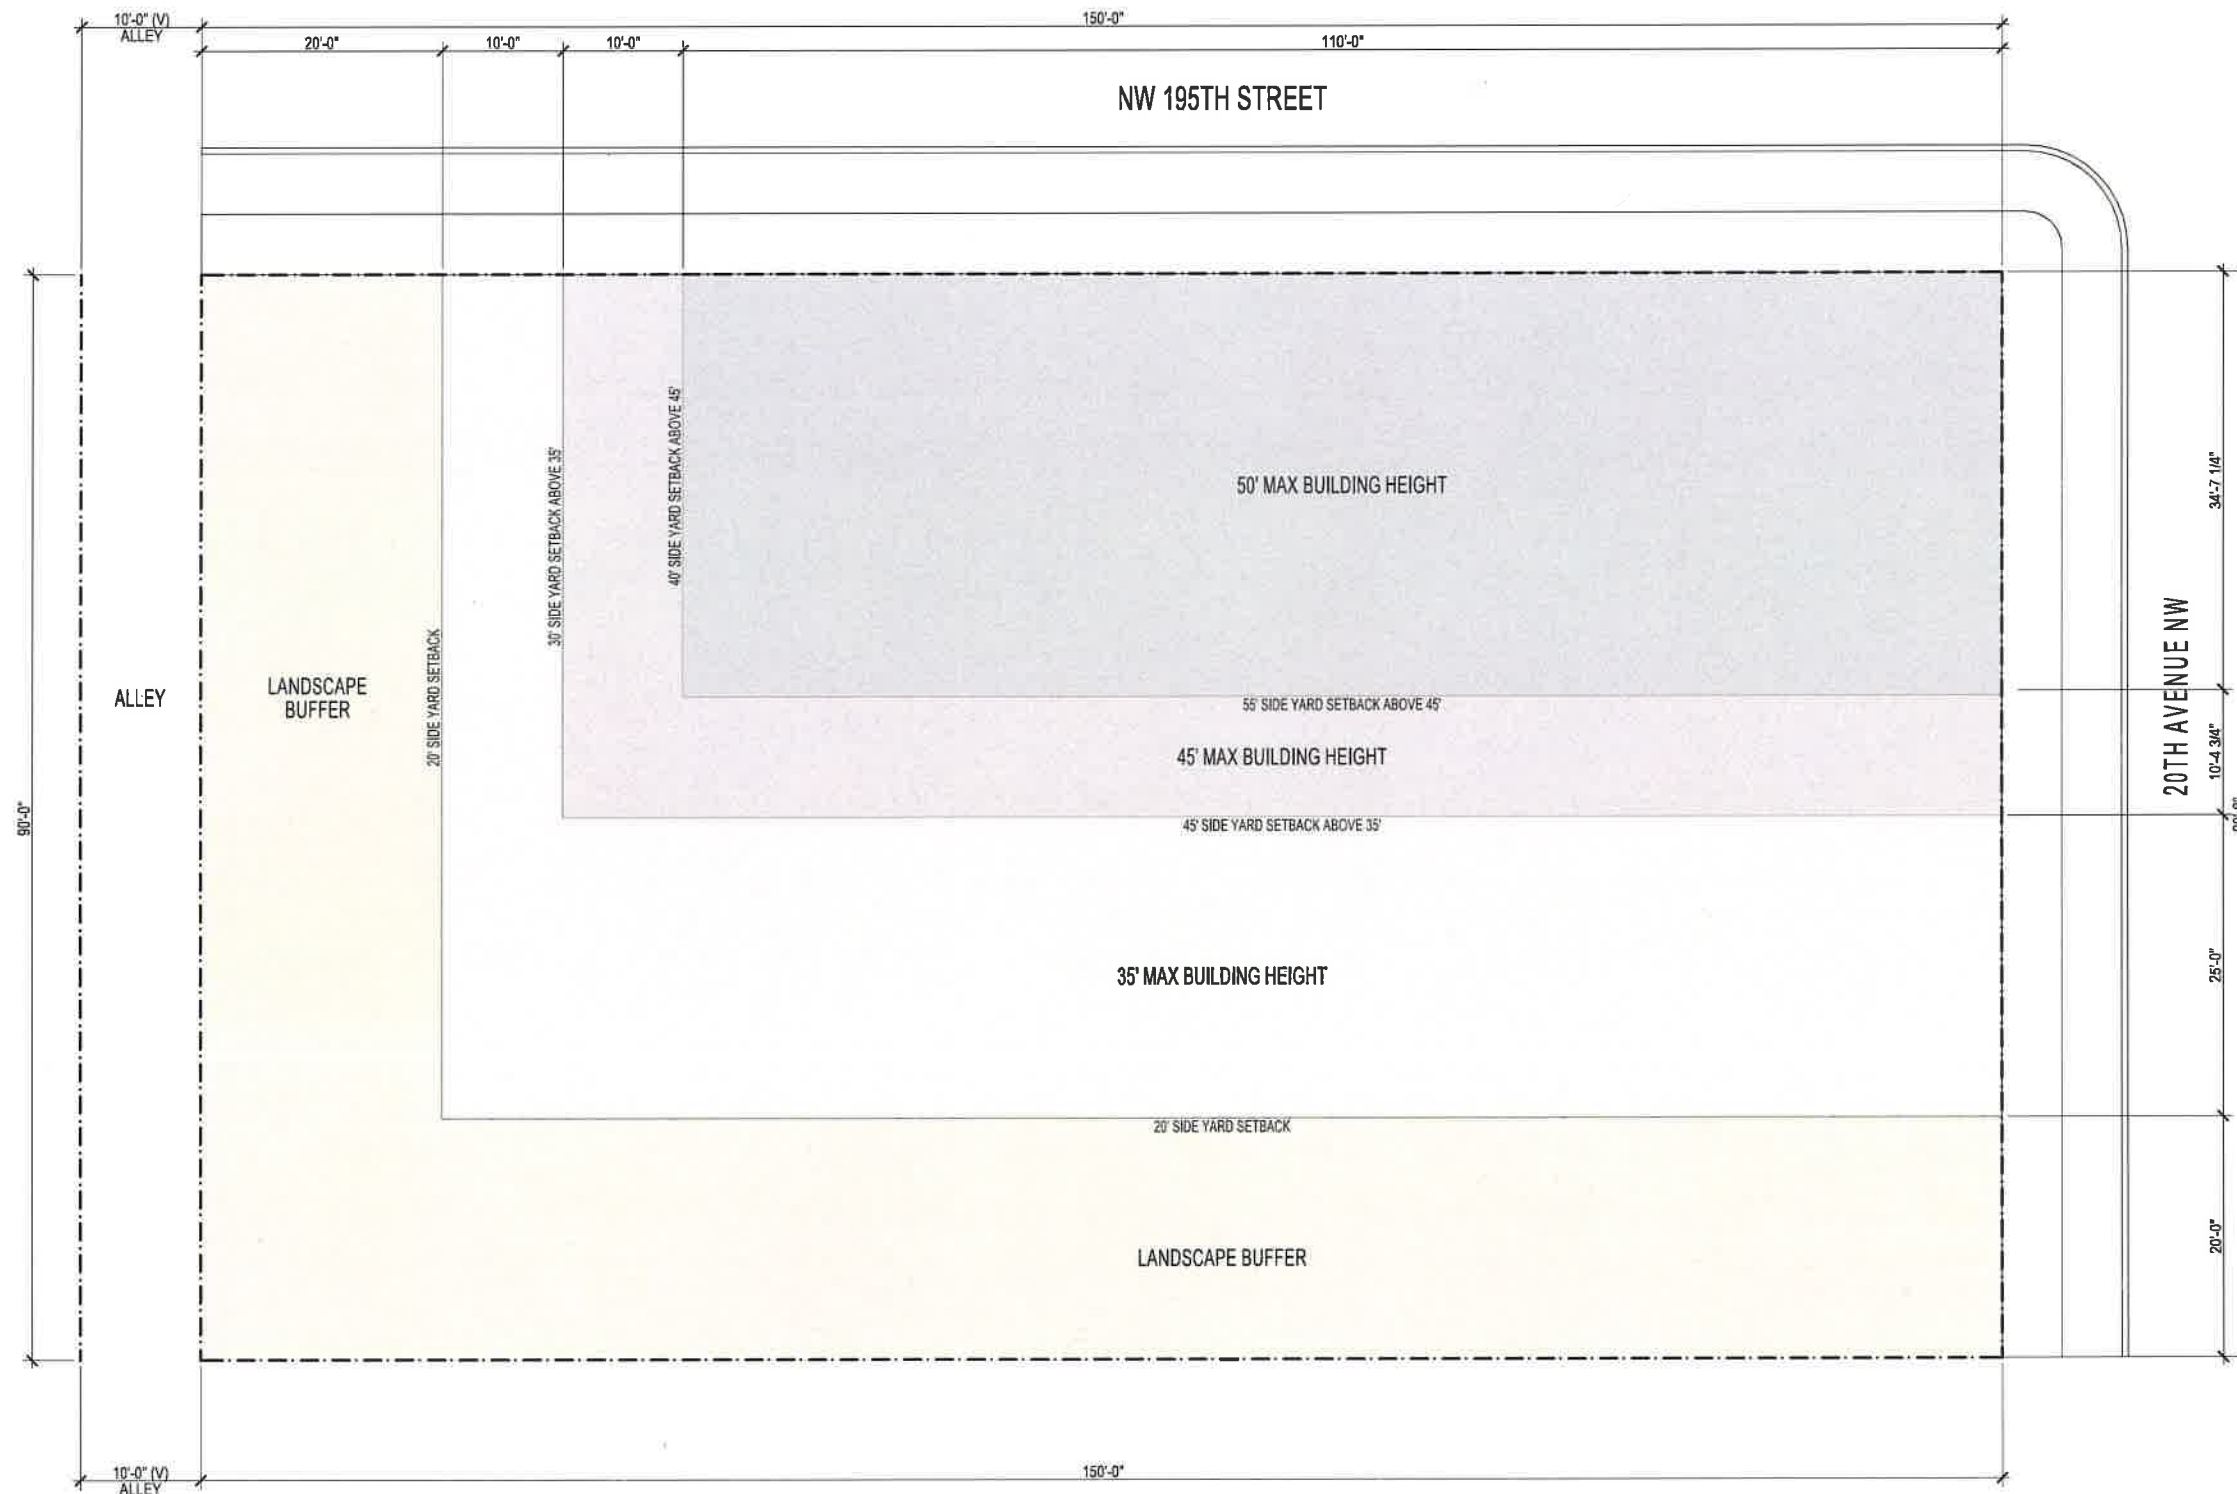 10'-0" (V)
ALLEY
150'-0"
20'-0"
10'-0"
10'-0"
110'-0"
NW 195TH STREET
50' MAX BUILDING HEIGHT
34'-7 1/4"
40' SIDE YARD SETBACK ABOVE 45'
30' SIDE YARD SETBACK ABOVE 35'
20' SIDE YARD SETBACK
ALLEY
LANDSCAPE
BUFFER
55' SIDE YARD SETBACK ABOVE 45'
45' MAX BUILDING HEIGHT
10'-4 3/4"
20TH AVENUE NW
90'-0"
45' SIDE YARD SETBACK ABOVE 35'
35' MAX BUILDING HEIGHT
25'-0"
20' SIDE YARD SETBACK
LANDSCAPE BUFFER
20'-0"
10'-0" (V)
ALLEY
150'-0"